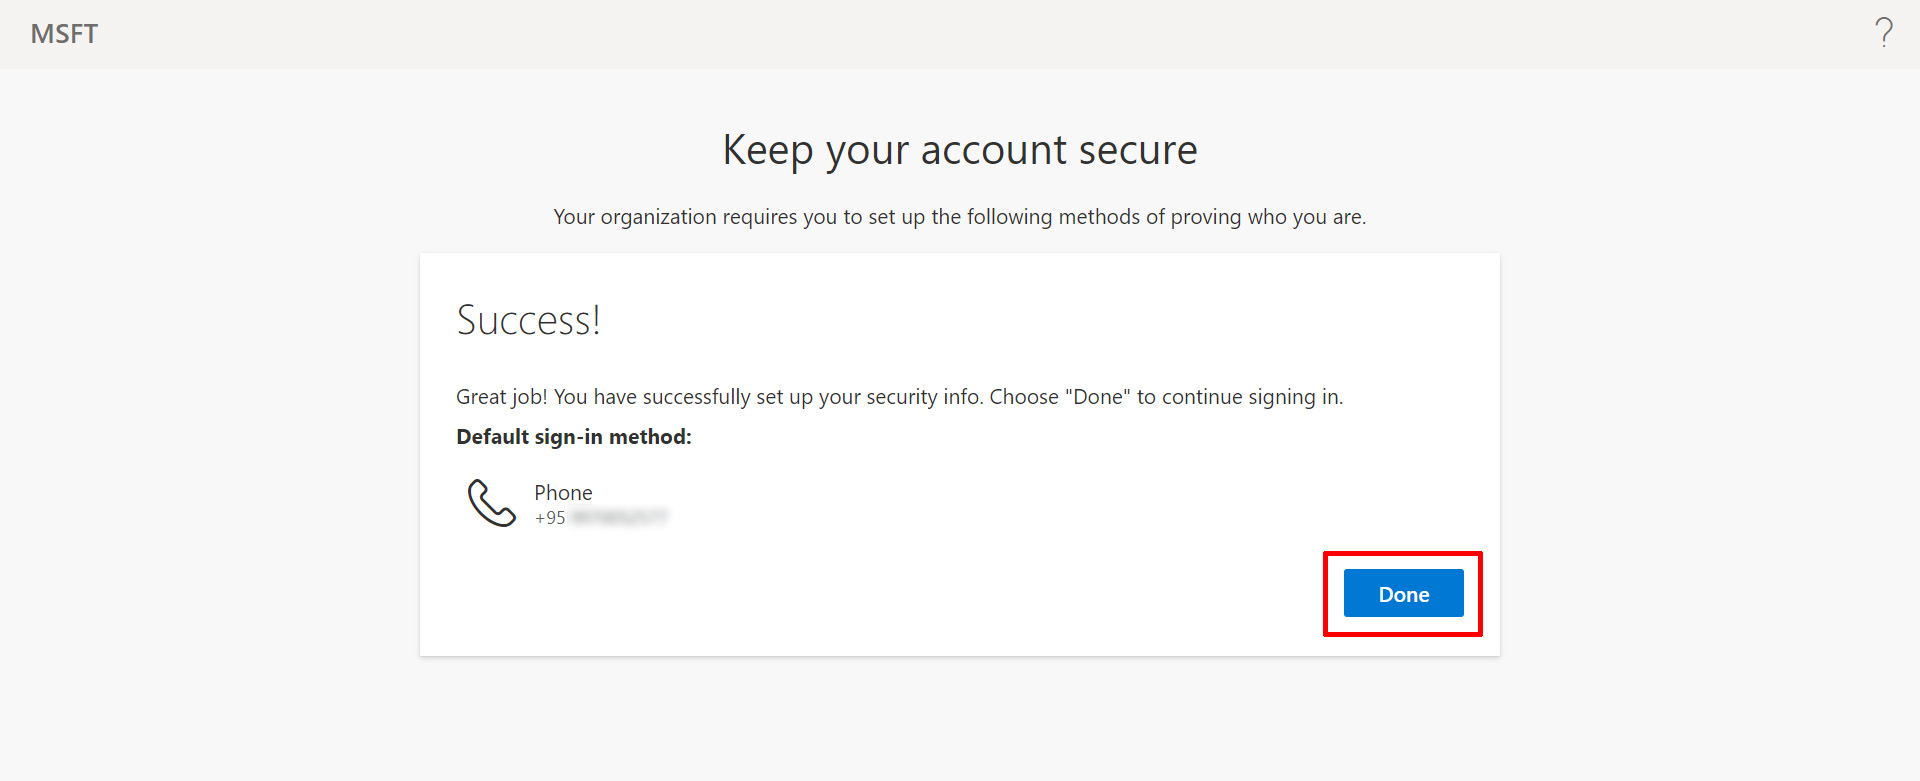 MSFT
Keep your account secure
Your organization requires you to set up the following methods of proving who you are.
Success!
Great job! You have successfully set up your security info. Choose "Done" to continue signing in.
Default sign-in method:
Phone
+95
Done